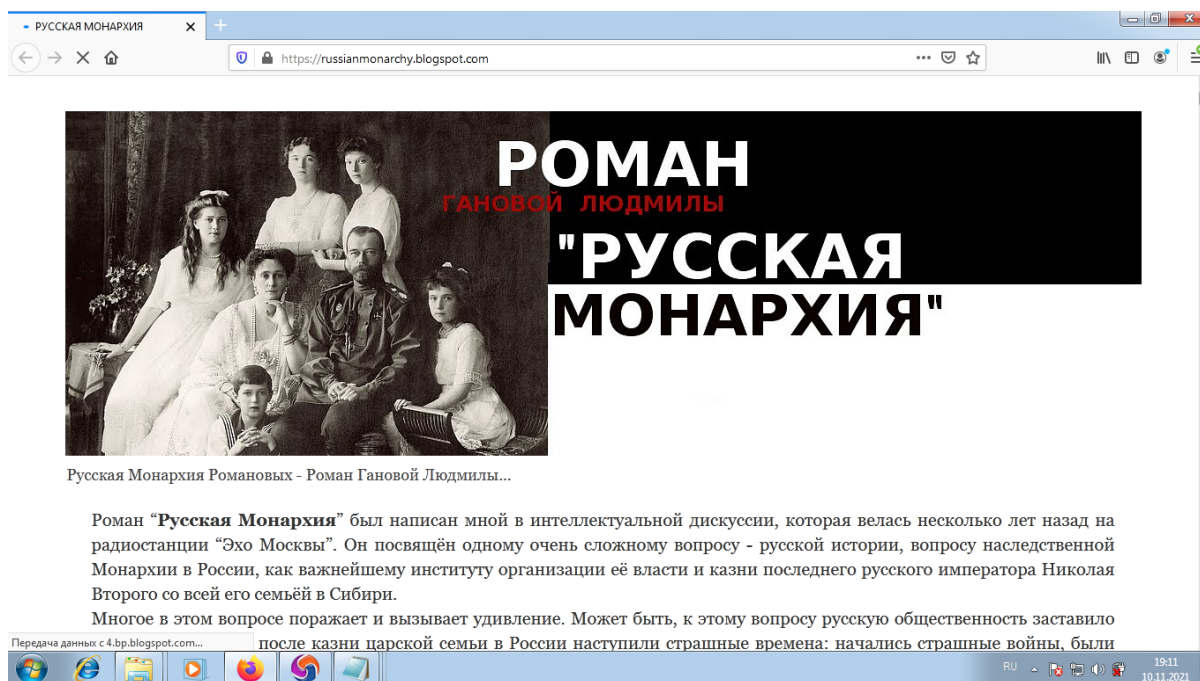 РУССКАЯ МОНАРХИЯ
https://russianmonarchy.blogspot.com
РОМАН
ГАНОВОЙ ЛЮДМИЛЫ
"РУССКАЯ
МОНАРХИЯ"
Русская Монархия Романовых - Роман Гановой Людмилы...
Роман “Русская Монархия” был написан мной в интеллектуальной дискуссии, которая велась несколько лет назад на
радиостанции “Эхо Москвы”. Он посвящён одному очень сложному вопросу - русской истории, вопросу наследственной
Монархии в России, как важнейшему институту организации её власти и казни последнего русского императора Николая
Второго со всей его семьёй в Сибири.
Многое в этом вопросе поражает и вызывает удивление. Может быть, к этому вопросу русскую общественность заставило
после казни царской семьи в России наступили страшные времена: начались страшные войны, были
Передача данных с 4.bp.blogspot.com...
RU
19:11
10.11.2021